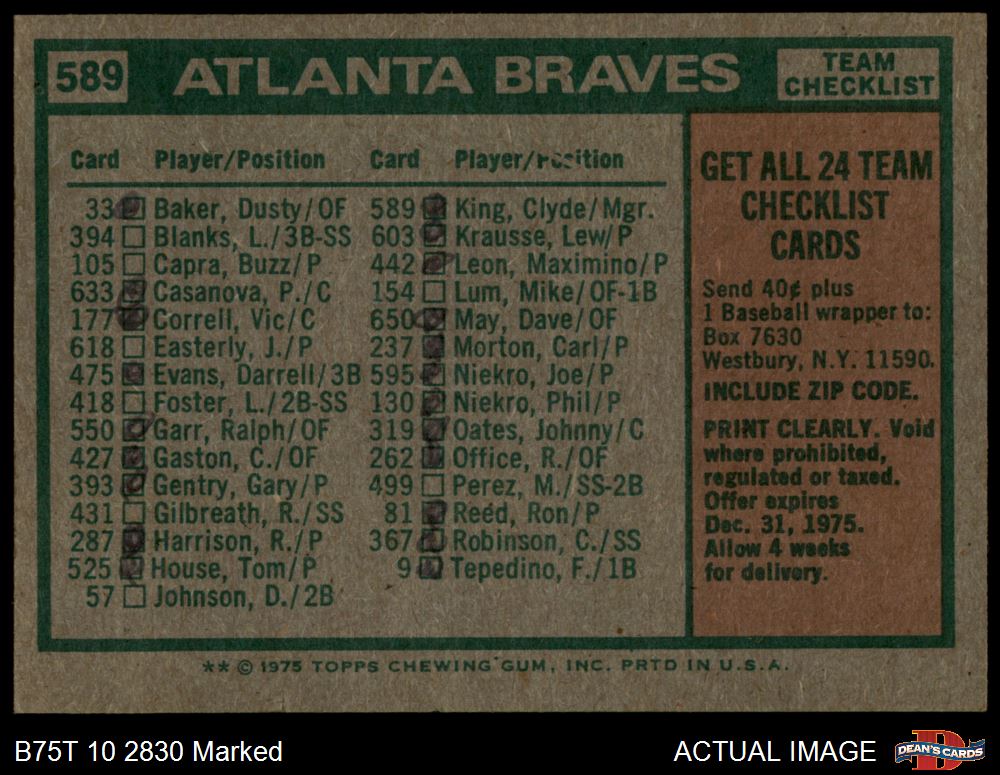 589 ATLANTA BRAVES TEAM CHECKLIST
Card Player/Position Card Player/Position
33 Baker, Dusty/OF
394 Blanks, L./3B-SS
105 Capra, Buzz/P
633 Casanova, P./C
177 Correll, Vic/C
618 Easterly, J./P
475 Evans, Darrell/3B
418 Foster, L./2B-SS
550 Garr, Ralph/OF
427 Gaston, C./OF
393 Gentry, Gary/P
431 Gilbreath, R./SS
287 Harrison, R./P
525 House, Tom/P
57 Johnson, D./2B
589 King, Clyde/Mgr.
603 Krausse, Lew/P
442 Leon, Maximino/P
154 Lum, Mike/OF-1B
650 May, Dave/OF
237 Morton, Carl/P
595 Niekro, Joe/P
130 Niekro, Phil/P
319 Oates, Johnny/C
262 Office, R./OF
499 Perez, M./SS-2B
81 Reed, Ron/P
367 Robinson, C./SS
9 Tepedino, F./1B
GET ALL 24 TEAM
CHECKLIST
CARDS
Send 40¢ plus
1 Baseball wrapper to:
Box 7630
Westbury, N.Y. 11590.
INCLUDE ZIP CODE.
PRINT CLEARLY. Void
where prohibited,
regulated or taxed.
Offer expires
Dec. 31, 1975.
Allow 4 weeks
for delivery.
** © 1975 TOPPS CHEWING GUM, INC. PRTD IN U.S.A.
B75T 10 2830 Marked
ACTUAL IMAGE
DEAN'S CARDS